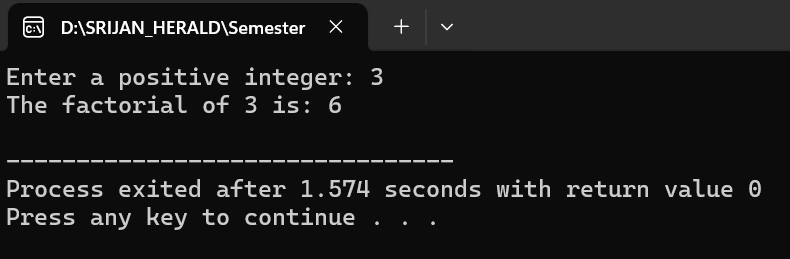 D:\SRIJAN_HERALD\Semester
Enter a positive integer: 3
The factorial of 3 is: 6
--------------------------------
Process exited after 1.574 seconds with return value 0
Press any key to continue . . .